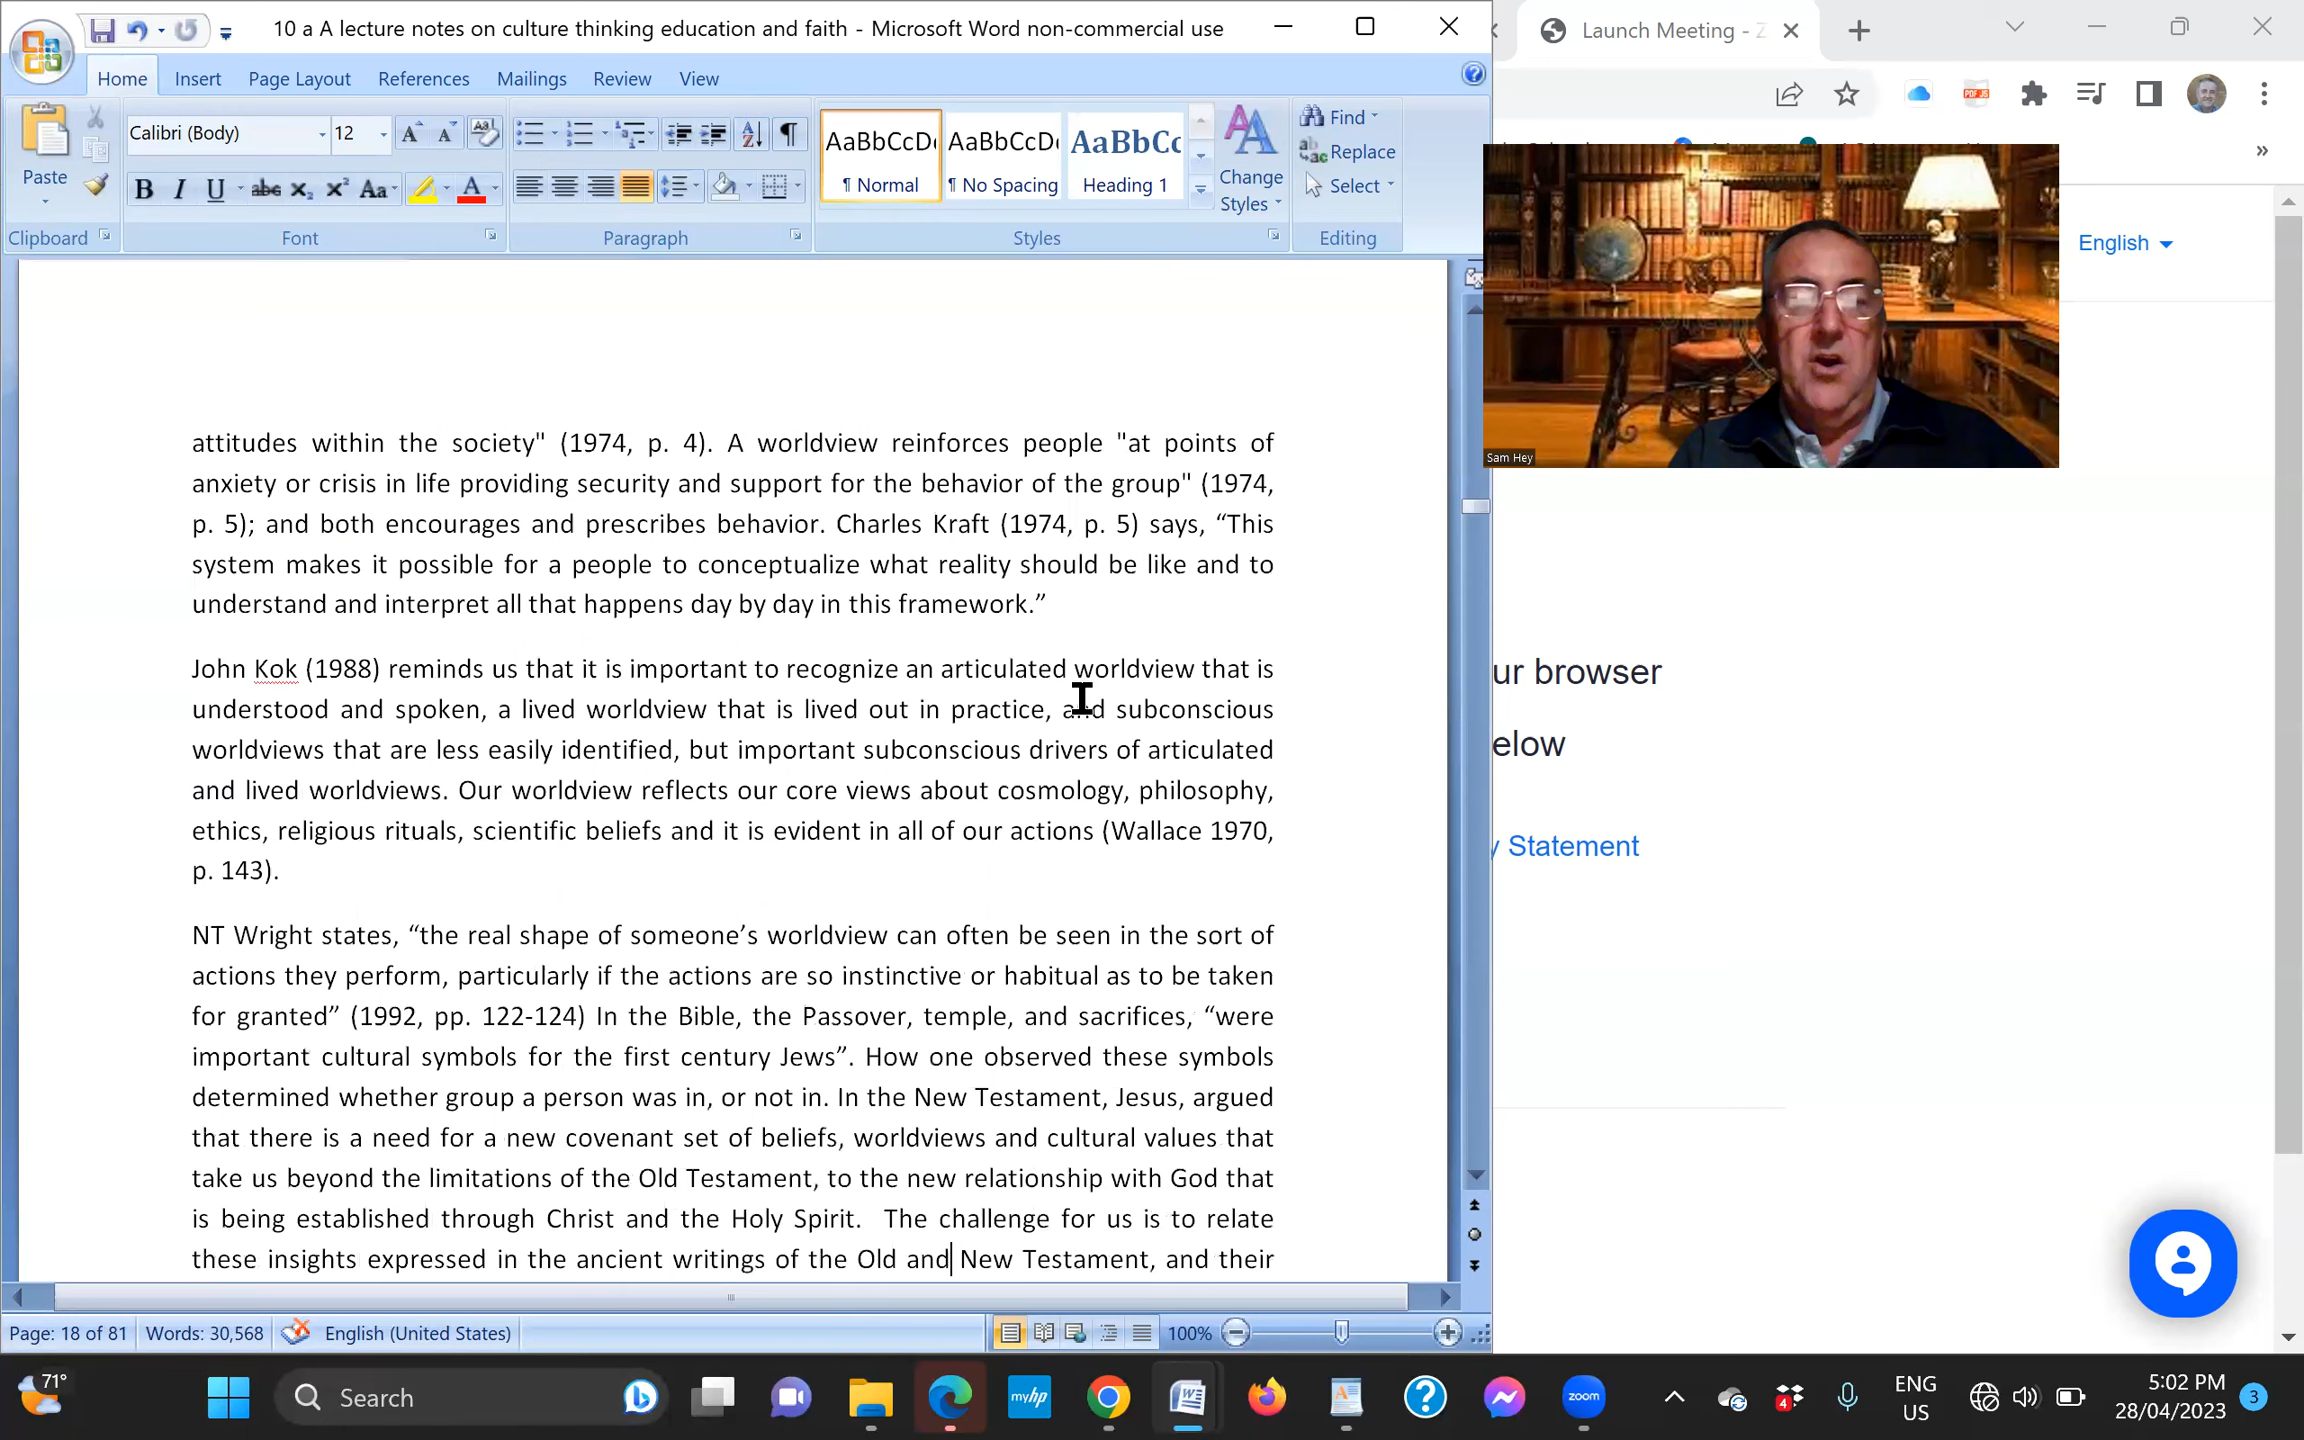 10 a A lecture notes on culture thinking education and faith - Microsoft Word non-commercial use
Launch Meeting - Z
Home Insert Page Layout References Mailings Review View
Calibri (Body) 12
Paste
AaBbCcDc AaBbCcDc AaBbCc
¶ Normal ¶ No Spacing Heading 1
Change Styles
Find
Replace
Select
Clipboard Font Paragraph Styles Editing
English
Sam Hey
attitudes within the society" (1974, p. 4). A worldview reinforces people "at points of
anxiety or crisis in life providing security and support for the behavior of the group" (1974,
p. 5); and both encourages and prescribes behavior. Charles Kraft (1974, p. 5) says, “This
system makes it possible for a people to conceptualize what reality should be like and to
understand and interpret all that happens day by day in this framework.”
John Kok (1988) reminds us that it is important to recognize an articulated worldview that is
understood and spoken, a lived worldview that is lived out in practice, and subconscious
worldviews that are less easily identified, but important subconscious drivers of articulated
and lived worldviews. Our worldview reflects our core views about cosmology, philosophy,
ethics, religious rituals, scientific beliefs and it is evident in all of our actions (Wallace 1970,
p. 143).
NT Wright states, “the real shape of someone’s worldview can often be seen in the sort of
actions they perform, particularly if the actions are so instinctive or habitual as to be taken
for granted” (1992, pp. 122-124) In the Bible, the Passover, temple, and sacrifices, “were
important cultural symbols for the first century Jews”. How one observed these symbols
determined whether group a person was in, or not in. In the New Testament, Jesus, argued
that there is a need for a new covenant set of beliefs, worldviews and cultural values that
take us beyond the limitations of the Old Testament, to the new relationship with God that
is being established through Christ and the Holy Spirit.  The challenge for us is to relate
these insights expressed in the ancient writings of the Old and New Testament, and their
ur browser
elow
y Statement
Page: 18 of 81 Words: 30,568 English (United States) 100%
71°
Search
myhp
zoom
4
ENG
US
5:02 PM
28/04/2023
3